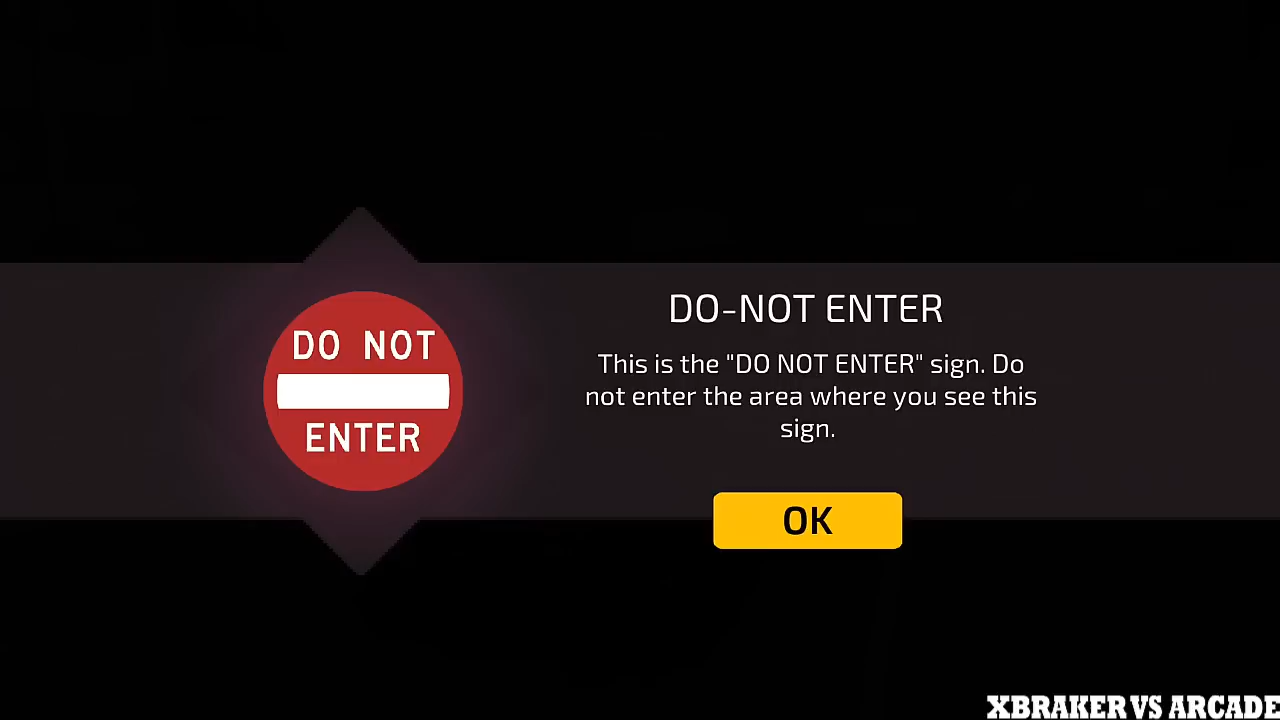 DO NOT
ENTER
DO-NOT ENTER
This is the "DO NOT ENTER" sign. Do
not enter the area where you see this
sign.
OK
XBRAKER VS ARCADE